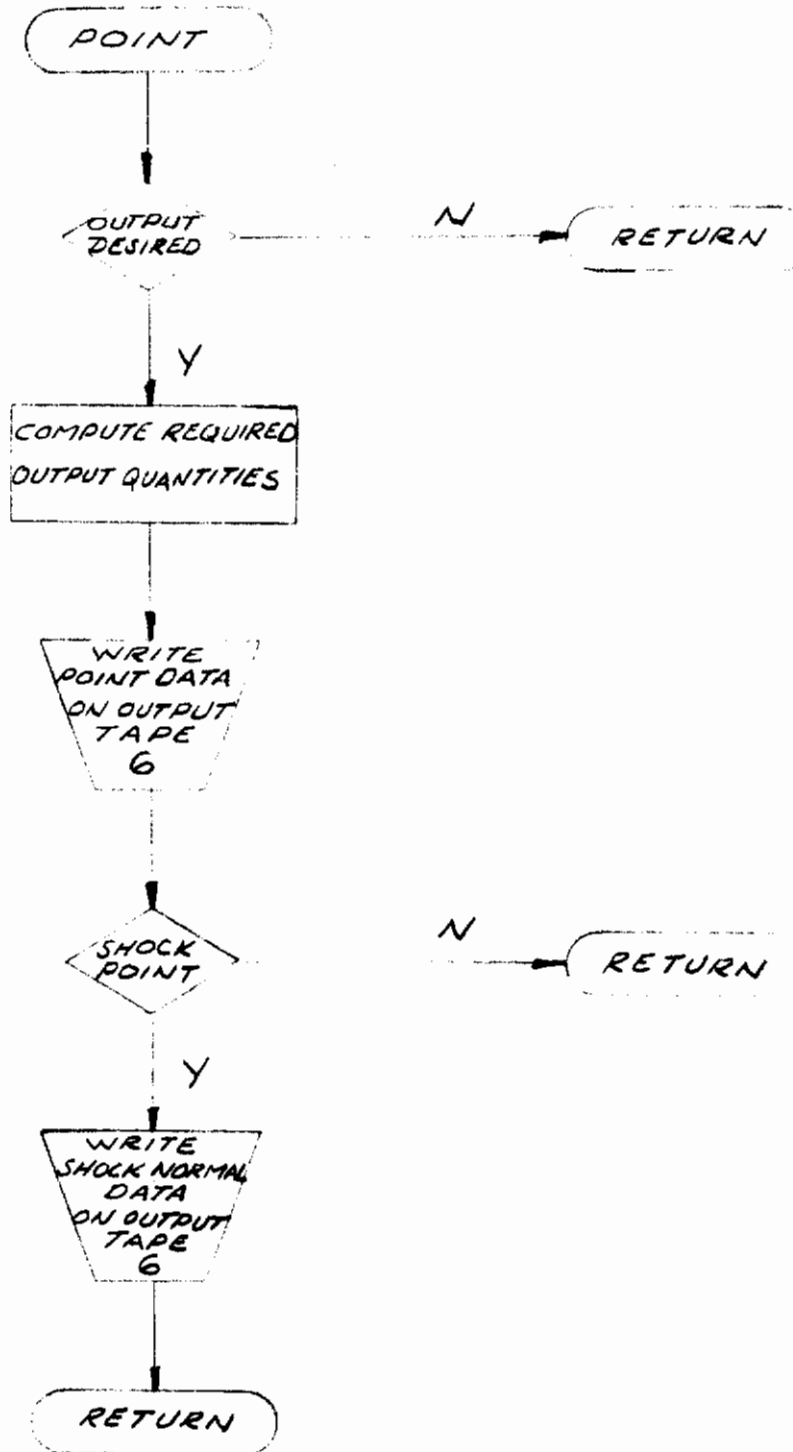 POINT
OUTPUT
DESIRED
N
RETURN
Y
COMPUTE REQUIRED
OUTPUT QUANTITIES
WRITE
POINT DATA
ON OUTPUT
TAPE
6
SHOCK
POINT
N
RETURN
Y
WRITE
SHOCK NORMAL
DATA
ON OUTPUT
TAPE
6
RETURN